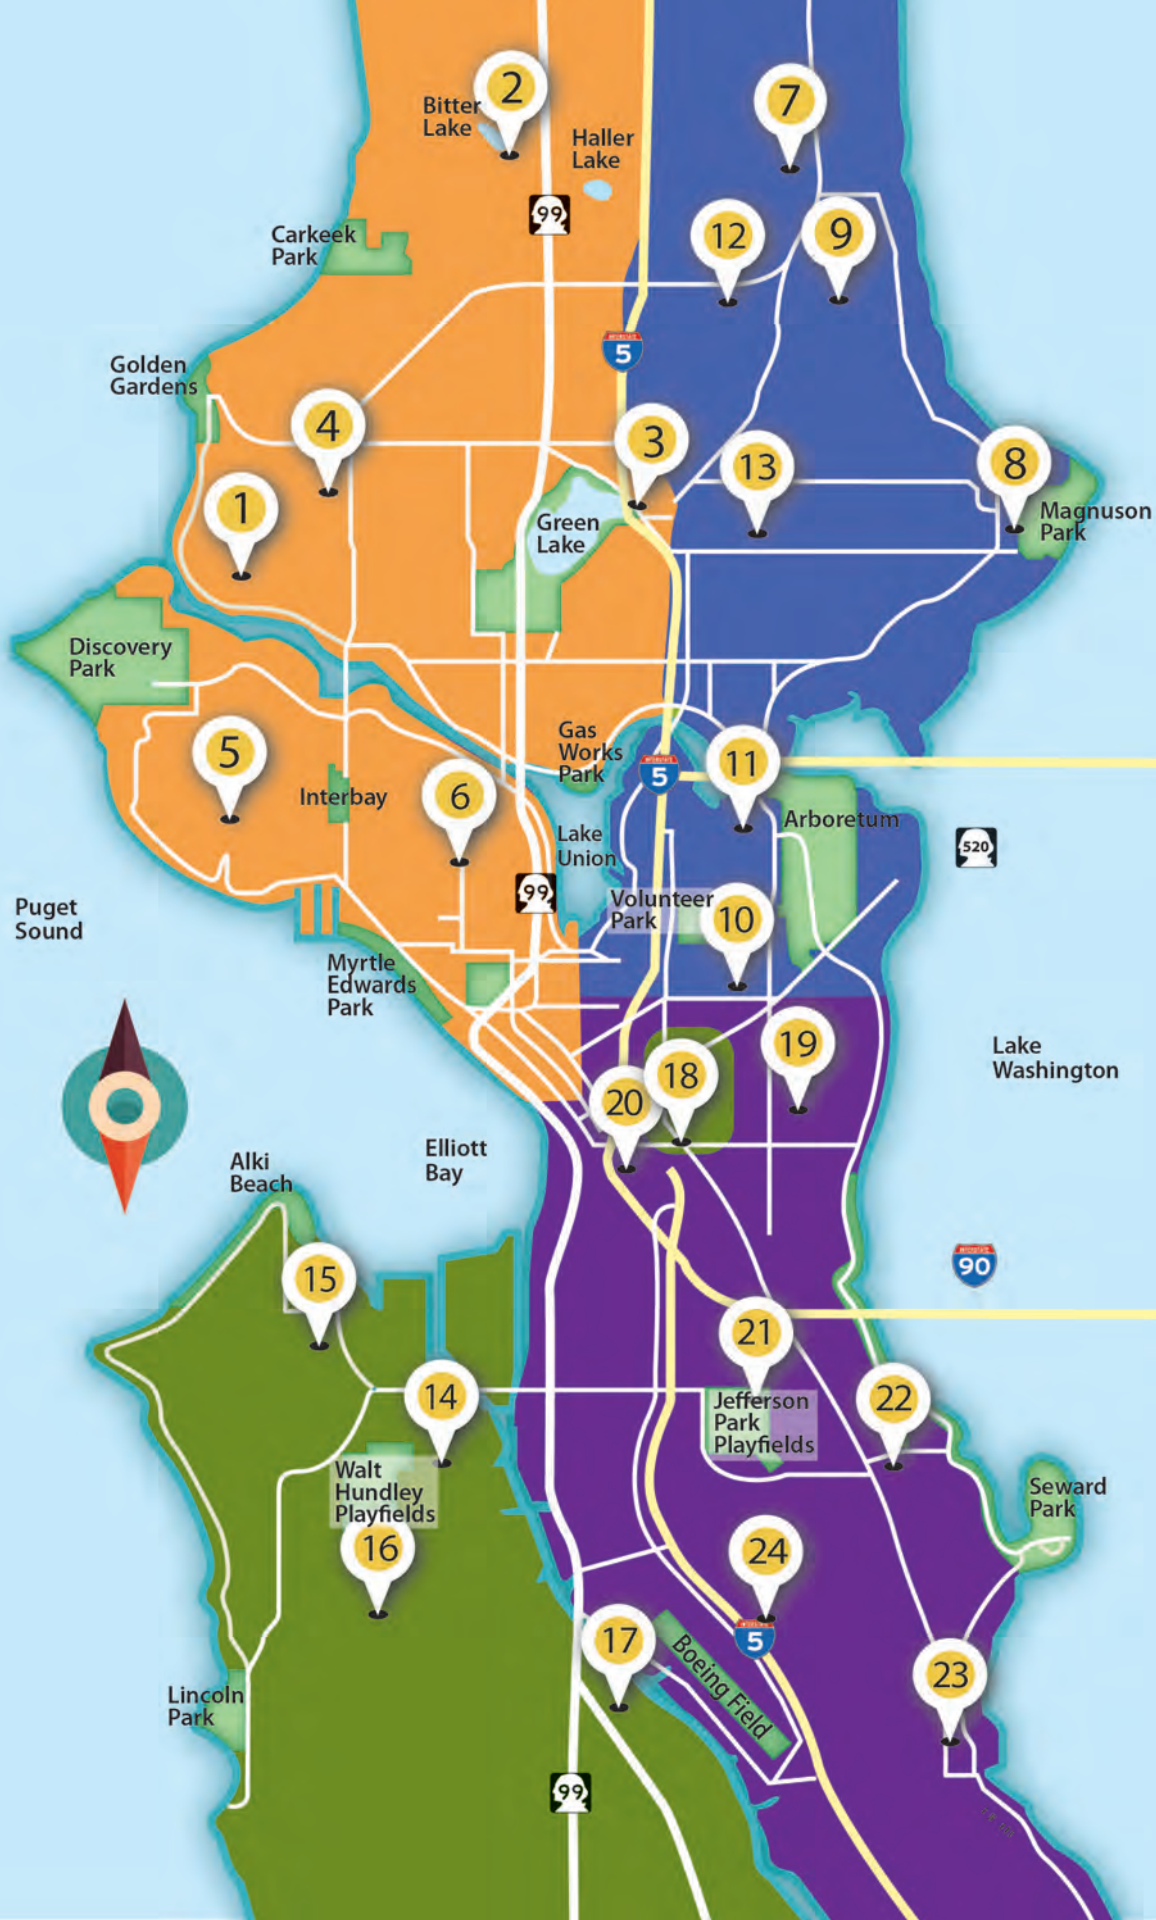 2
7
Bitter
Lake
Haller
Lake
99
12
9
Carkeek
Park
INTERSTATE
5
Golden
Gardens
4
3
13
8
1
Green
Lake
Magnuson
Park
Discovery
Park
5
Gas
Works
Park
INTERSTATE
5
11
6
Interbay
Arboretum
Lake
Union
520
99
Volunteer
Park
10
Puget
Sound
Myrtle
Edwards
Park
19
Lake
Washington
18
20
Elliott
Bay
Alki
Beach
INTERSTATE
90
15
21
14
22
Jefferson
Park
Playfields
Walt
Hundley
Playfields
Seward
Park
16
24
17
INTERSTATE
5
Boeing Field
23
Lincoln
Park
99